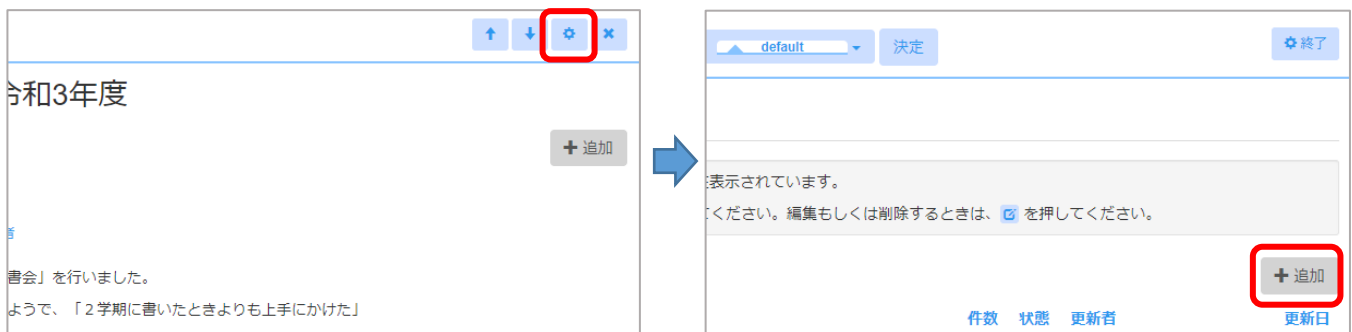 令和3年度
追加
書会」を行いました。
ようで、「２学期に書いたときよりも上手にかけた」
default
決定
終了
表示されています。
ください。編集もしくは削除するときは、 を押してください。
追加
件数 状態 更新者 更新日